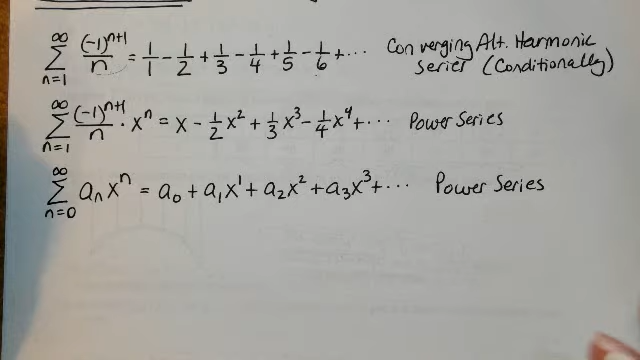 ∞ ∑ n=1 (-1)^(n+1)/n = 1/1 - 1/2 + 1/3 - 1/4 + 1/5 - 1/6 + ... Converging Alt. Harmonic
Series (Conditionally)
∞ ∑ n=1 (-1)^(n+1)/n · x^n = x - 1/2 x^2 + 1/3 x^3 - 1/4 x^4 + ... Power Series
∞ ∑ n=0 a_n x^n = a_0 + a_1 x^1 + a_2 x^2 + a_3 x^3 + ... Power Series